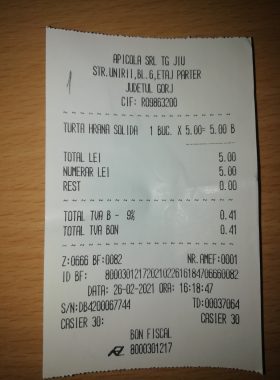 APICOLA SRL TG JIU
STR.UNIRII,BL.6,ETAJ PARTER
JUDETUL GORJ
CIF: RO9863200
1
TURTA HRANA SOLIDA 1 BUC. X 5.00= 5.00 B
TOTAL LEI 5.00
NUMERAR LEI 5.00
REST 0.00
TOTAL TVA B - 9% 0.41
TOTAL TVA BON 0.41
Z:0666 BF:0082 NR.AMEF:0001
ID BF: 800030121720210226161847066600​82
DATA: 26-02-2021 ORA: 16:18:47
S/N:DB4200067744 TD:00037064
CASIER 30: CASIER 30
BON FISCAL
8000301217